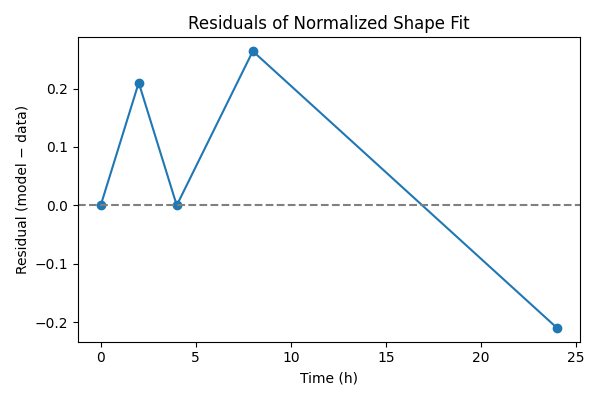 Residuals of Normalized Shape Fit
Residual (model − data)
0.2
0.1
0.0
−0.1
−0.2
0 5 10 15 20 25
Time (h)